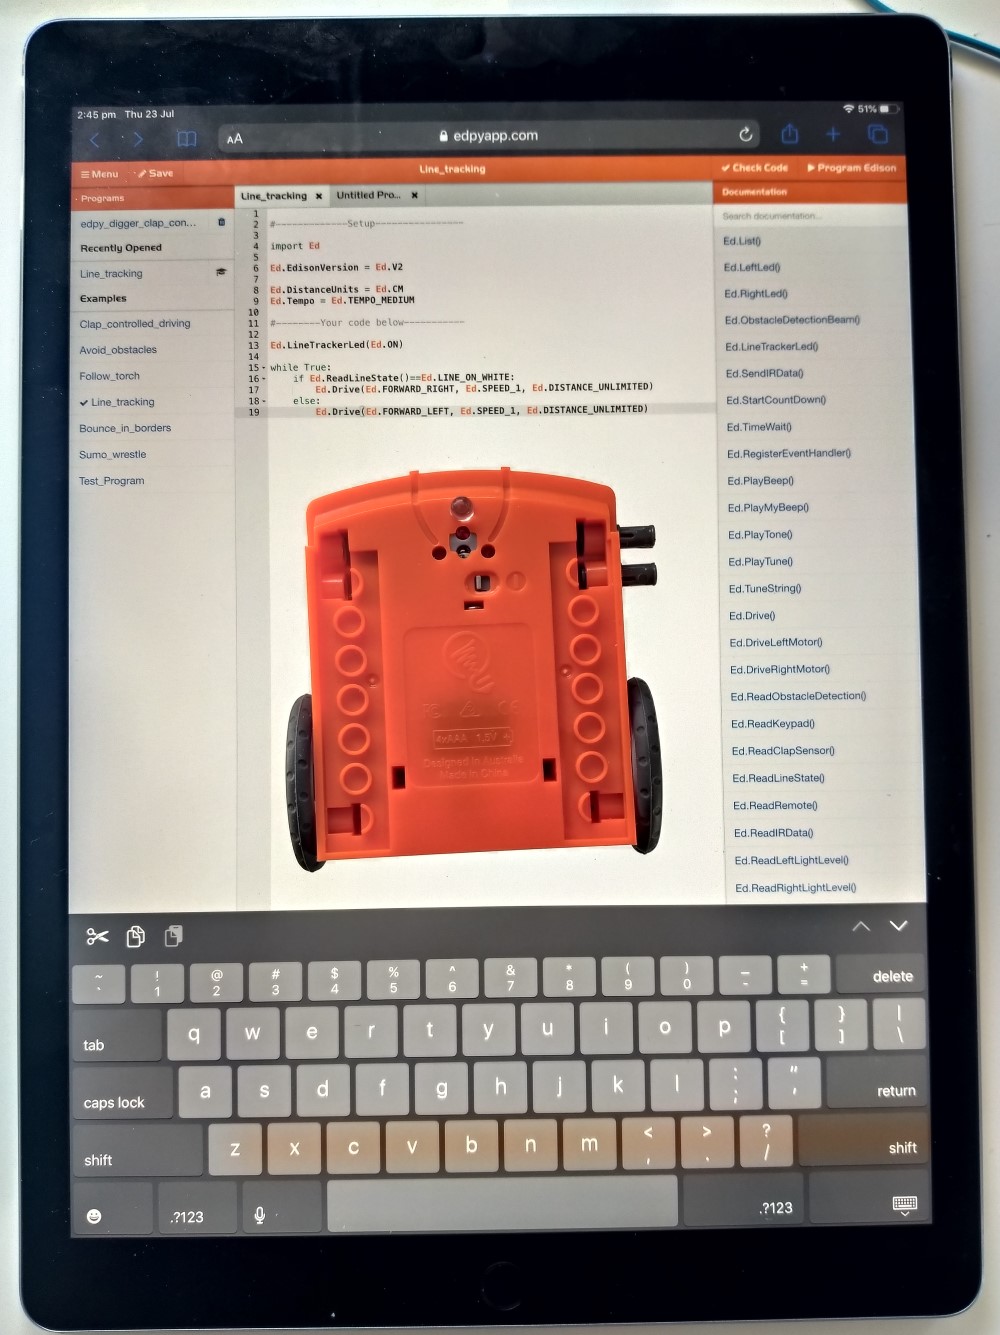 2:45 pm Thu 23 Jul
51%
AA
edpyapp.com
Menu
Save
Line_tracking
Check Code
Program Edison
Programs
edpy_digger_clap_con...
Recently Opened
Line_tracking
Examples
Clap_controlled_driving
Avoid_obstacles
Follow_torch
Line_tracking
Bounce_in_borders
Sumo_wrestle
Test_Program
Line_tracking x
Untitled Pro... x
1
2 #-------------Setup----------------
3
4 import Ed
5
6 Ed.EdisonVersion = Ed.V2
7
8 Ed.DistanceUnits = Ed.CM
9 Ed.Tempo = Ed.TEMPO_MEDIUM
10
11 #--------Your code below-----------
12
13 Ed.LineTrackerLed(Ed.ON)
14
15 while True:
16 if Ed.ReadLineState()==Ed.LINE_ON_WHITE:
17 Ed.Drive(Ed.FORWARD_RIGHT, Ed.SPEED_1, Ed.DISTANCE_UNLIMITED)
18 else:
19 Ed.Drive(Ed.FORWARD_LEFT, Ed.SPEED_1, Ed.DISTANCE_UNLIMITED)
Documentation
Search documentation...
Ed.List()
Ed.LeftLed()
Ed.RightLed()
Ed.ObstacleDetectionBeam()
Ed.LineTrackerLed()
Ed.SendIRData()
Ed.StartCountDown()
Ed.TimeWait()
Ed.RegisterEventHandler()
Ed.PlayBeep()
Ed.PlayMyBeep()
Ed.PlayTone()
Ed.PlayTune()
Ed.TuneString()
Ed.Drive()
Ed.DriveLeftMotor()
Ed.DriveRightMotor()
Ed.ReadObstacleDetection()
Ed.ReadKeypad()
Ed.ReadClapSensor()
Ed.ReadLineState()
Ed.ReadRemote()
Ed.ReadIRData()
Ed.ReadLeftLightLevel()
Ed.ReadRightLightLevel()
4xAAA 1.5V
Designed in Australia
Made in China
~ ! @ # $ % ^ & * ( ) _ +
` 1 2 3 4 5 6 7 8 9 0 - = delete
tab q w e r t y u i o p { [ } ] | \
caps lock a s d f g h j k l : ; " ' return
shift z x c v b n m < , > . ? / shift
.?123 .?123